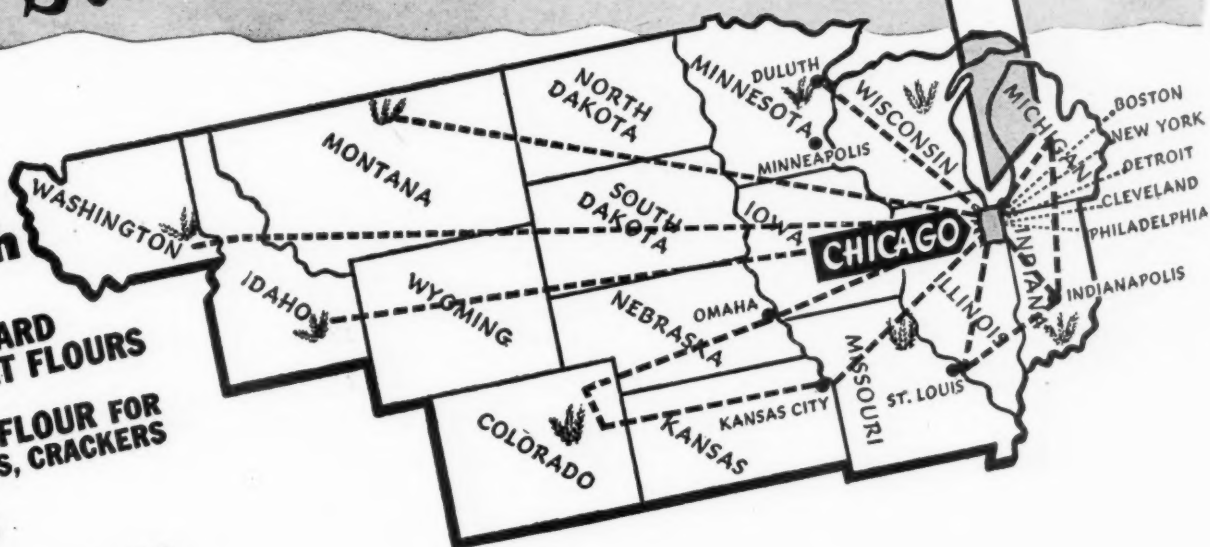 ARD
T FLOURS
FLOUR FOR
S, CRACKERS
WASHINGTON
MONTANA
IDAHO
WYOMING
COLORADO
NORTH
DAKOTA
SOUTH
DAKOTA
NEBRASKA
KANSAS
MINNESOTA
DULUTH
MINNEAPOLIS
IOWA
OMAHA
KANSAS CITY
MISSOURI
ST. LOUIS
WISCONSIN
CHICAGO
ILLINOIS
INDIANA
MICHIGAN
BOSTON
NEW YORK
DETROIT
CLEVELAND
PHILADELPHIA
INDIANAPOLIS